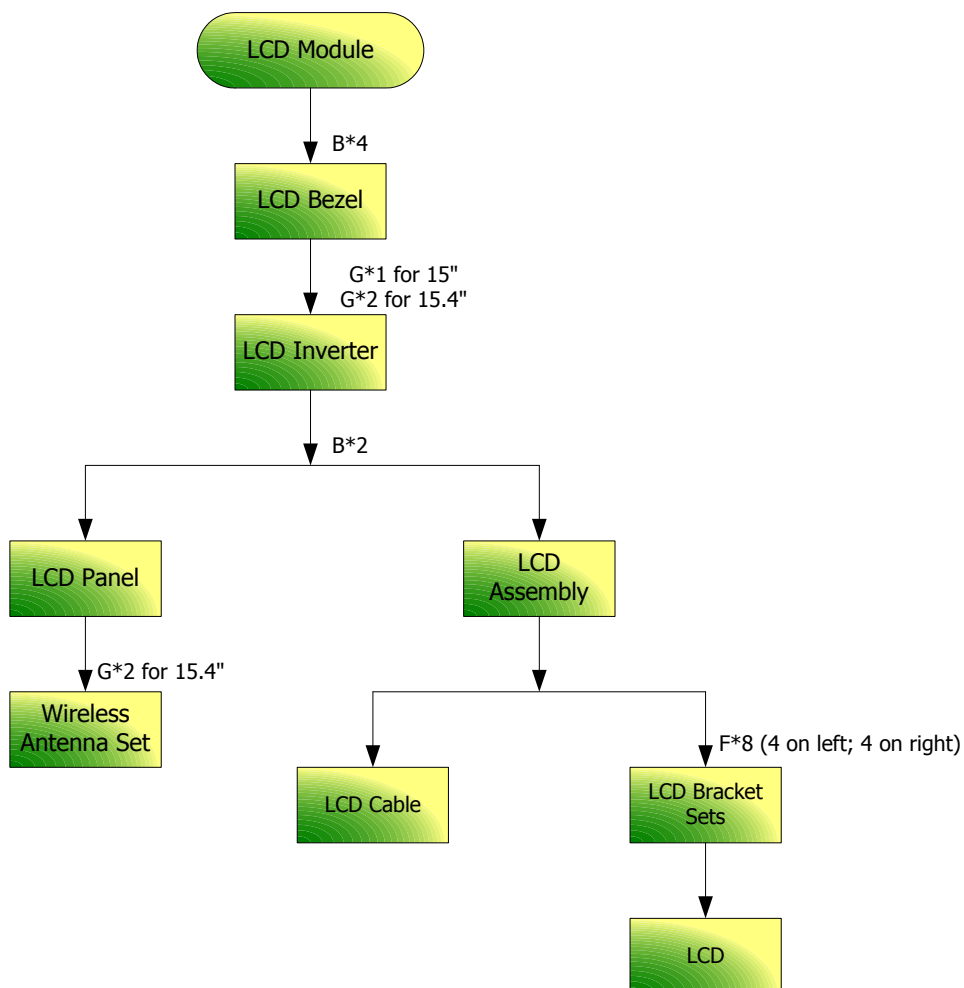 LCD Module
B*4
LCD Bezel
G*1 for 15"
G*2 for 15.4"
LCD Inverter
B*2
LCD Panel
LCD
Assembly
G*2 for 15.4"
Wireless
Antenna Set
F*8 (4 on left; 4 on right)
LCD Cable
LCD Bracket
Sets
LCD